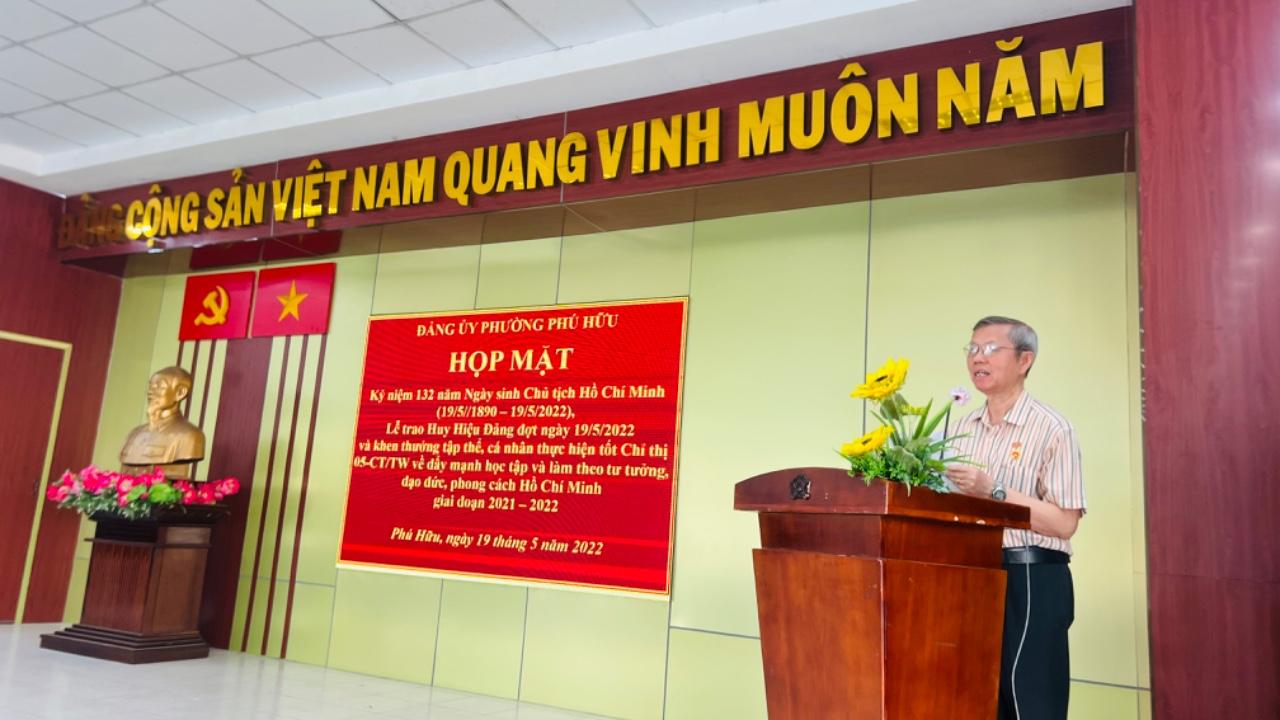 ĐẢNG CỘNG SẢN VIỆT NAM QUANG VINH MUÔN NĂM
ĐẢNG ỦY PHƯỜNG PHÚ HỮU
HỌP MẶT
Kỷ niệm 132 năm Ngày sinh Chủ tịch Hồ Chí Minh
(19/5//1890 – 19/5/2022),
Lễ trao Huy Hiệu Đảng đợt ngày 19/5/2022
và khen thưởng tập thể, cá nhân thực hiện tốt Chỉ thị
05-CT/TW về đẩy mạnh học tập và làm theo tư tưởng,
đạo đức, phong cách Hồ Chí Minh
giai đoạn 2021 – 2022
Phú Hữu, ngày 19 tháng 5 năm 2022